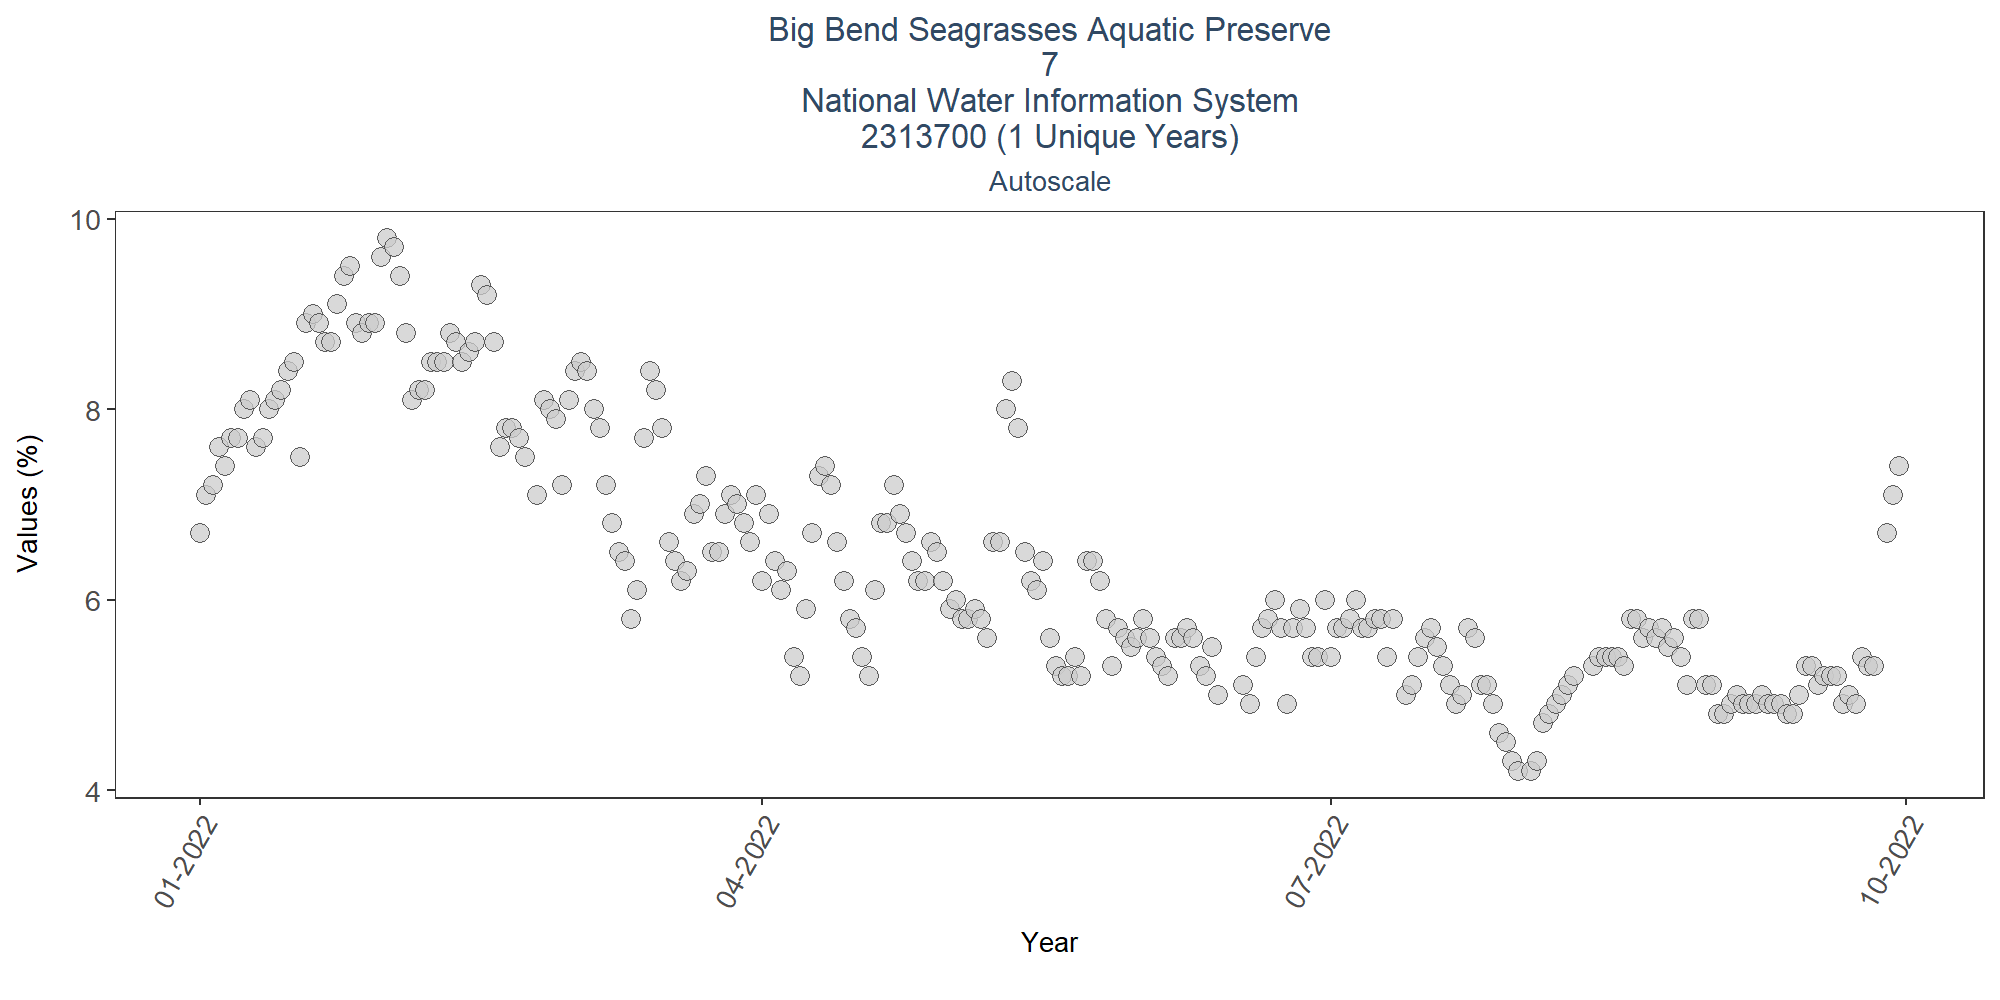 Big Bend Seagrasses Aquatic Preserve
7
National Water Information System
2313700 (1 Unique Years)
Autoscale
10
8
6
4
Values (%)
01-2022
04-2022
07-2022
10-2022
Year